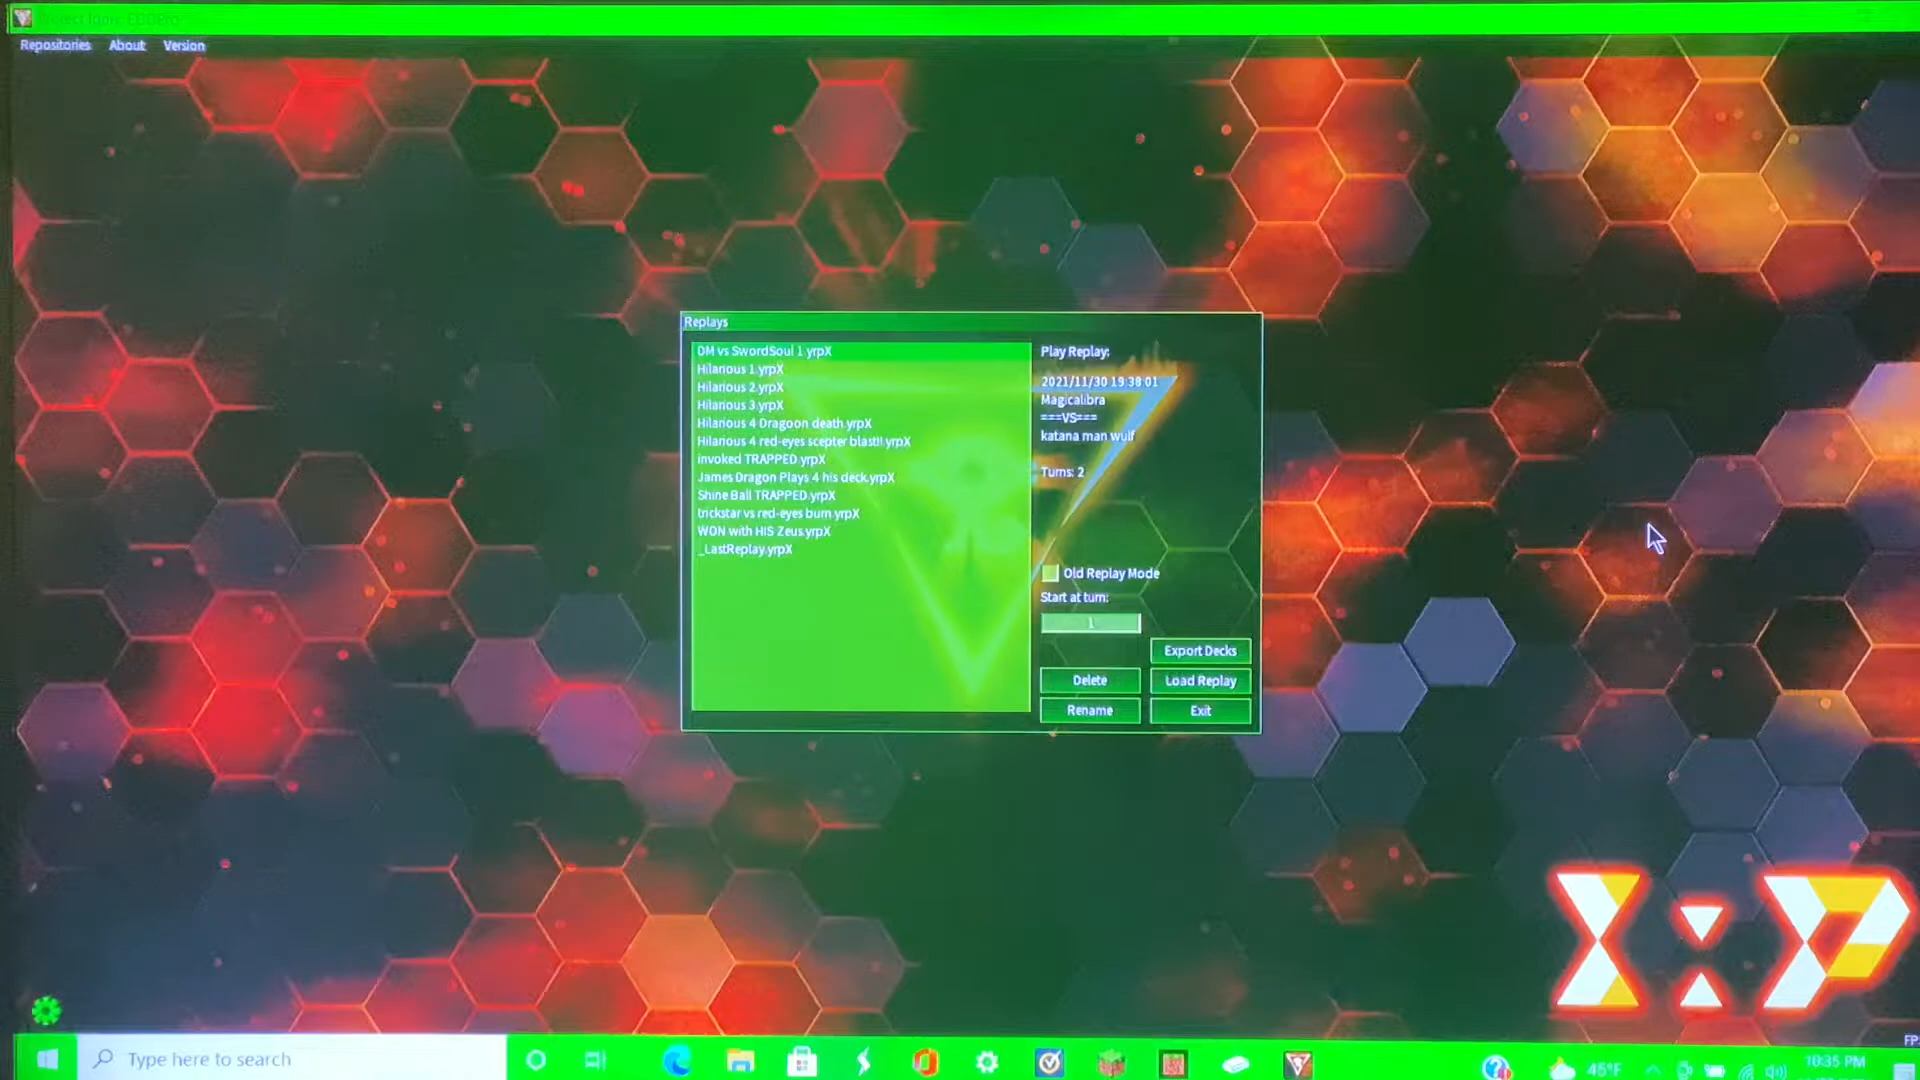 Project Ignis: EDOPro
Repositories About Version
Replays
DM vs SwordSoul 1.yrpX
Hilarious 1.yrpX
Hilarious 2.yrpX
Hilarious 3.yrpX
Hilarious 4 Dragoon death.yrpX
Hilarious 4 red-eyes scepter blast!!.yrpX
invoked TRAPPED.yrpX
James Dragon Plays 4 his deck.yrpX
Shine Ball TRAPPED.yrpX
trickstar vs red-eyes burn.yrpX
WON with HIS Zeus.yrpX
_LastReplay.yrpX
Play Replay:
2021/11/30 19:38:01
Magicalibra
===VS===
katana man wulf
Turns: 2
Old Replay Mode
Start at turn:
1
Export Decks
Delete Load Replay
Rename Exit
FP
Type here to search
45°F
10:35 PM